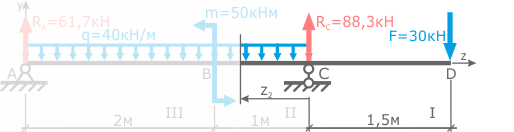 y
m=50кНм
Rₐ=61,7кН
Rc=88,3кН
q=40кН/м
F=30кН
z
A
B
C
D
z₂
III
II
I
2м
1м
1,5м